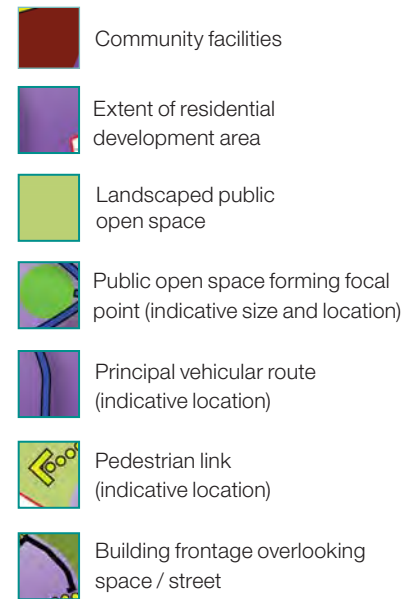 Community facilities
Extent of residential
development area
Landscaped public
open space
Public open space forming focal
point (indicative size and location)
Principal vehicular route
(indicative location)
Pedestrian link
(indicative location)
Building frontage overlooking
space / street